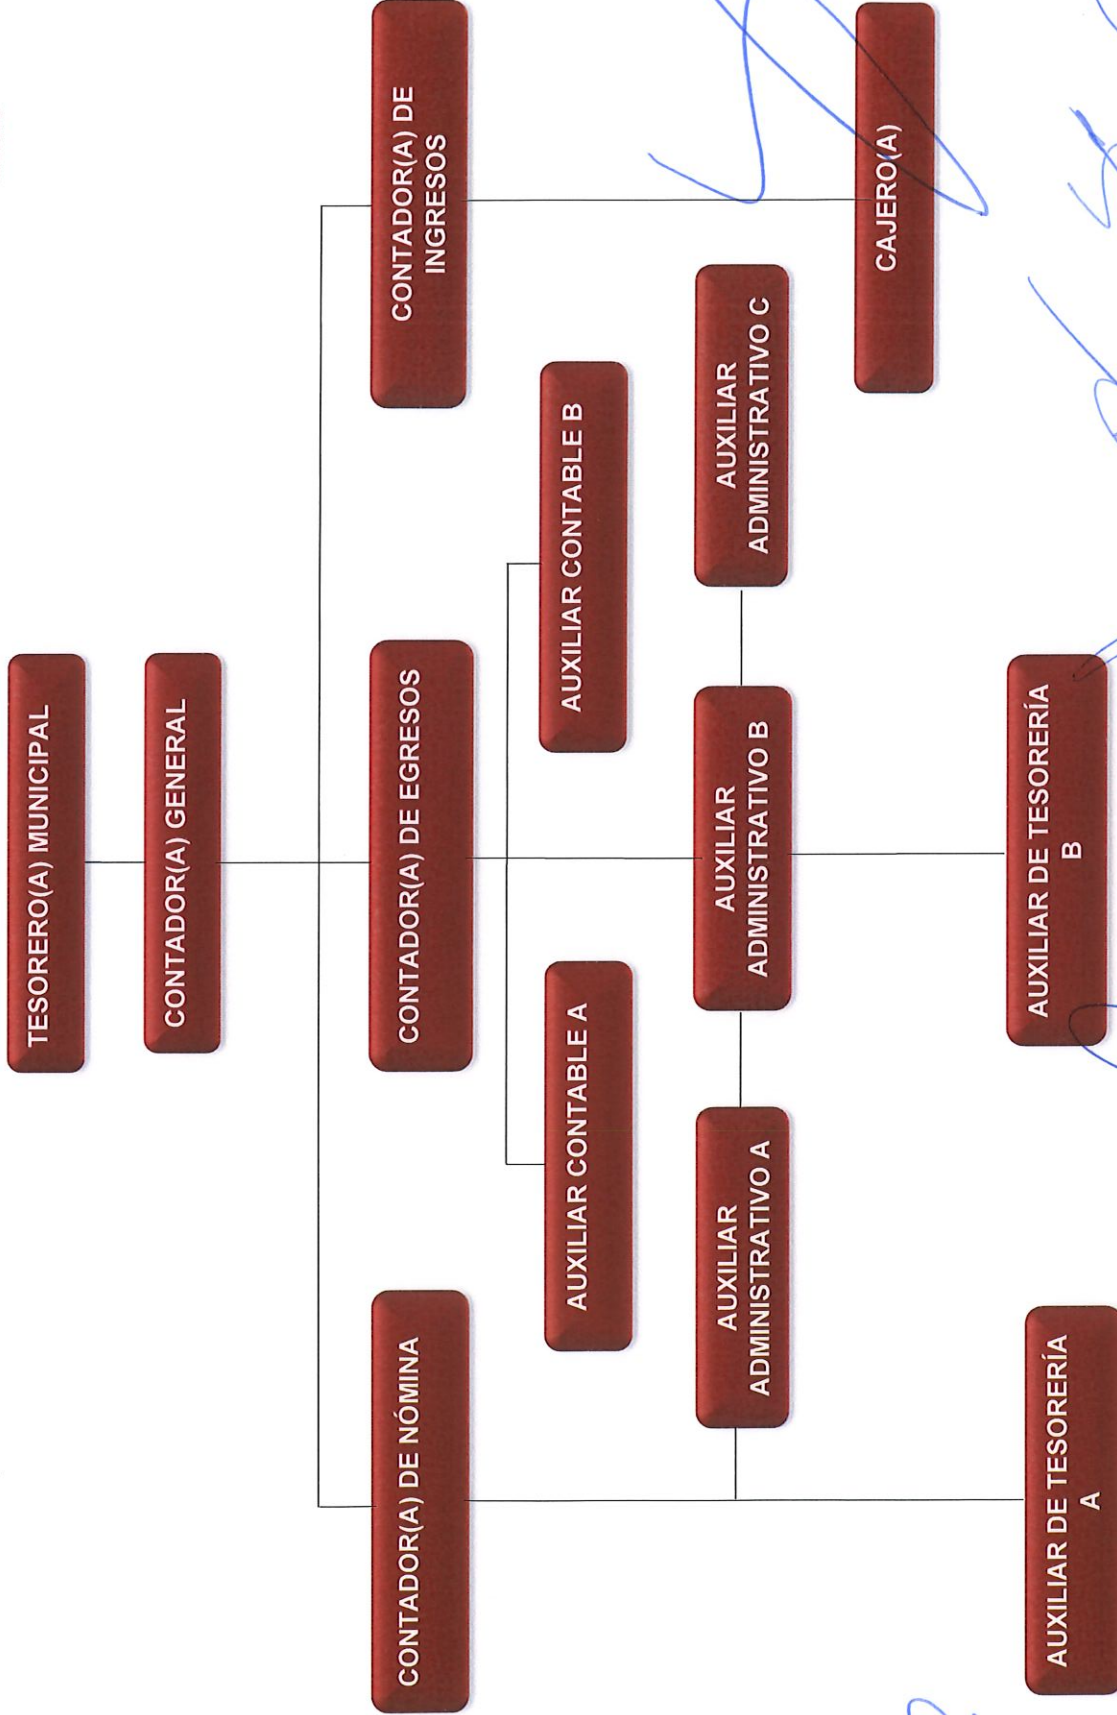 TESORERO(A) MUNICIPAL
CONTADOR(A) GENERAL
CONTADOR(A) DE NÓMINA
CONTADOR(A) DE EGRESOS
CONTADOR(A) DE
INGRESOS
AUXILIAR CONTABLE A
AUXILIAR CONTABLE B
AUXILIAR
ADMINISTRATIVO A
AUXILIAR
ADMINISTRATIVO B
AUXILIAR
ADMINISTRATIVO C
CAJERO(A)
AUXILIAR DE TESORERÍA
A
AUXILIAR DE TESORERÍA
B